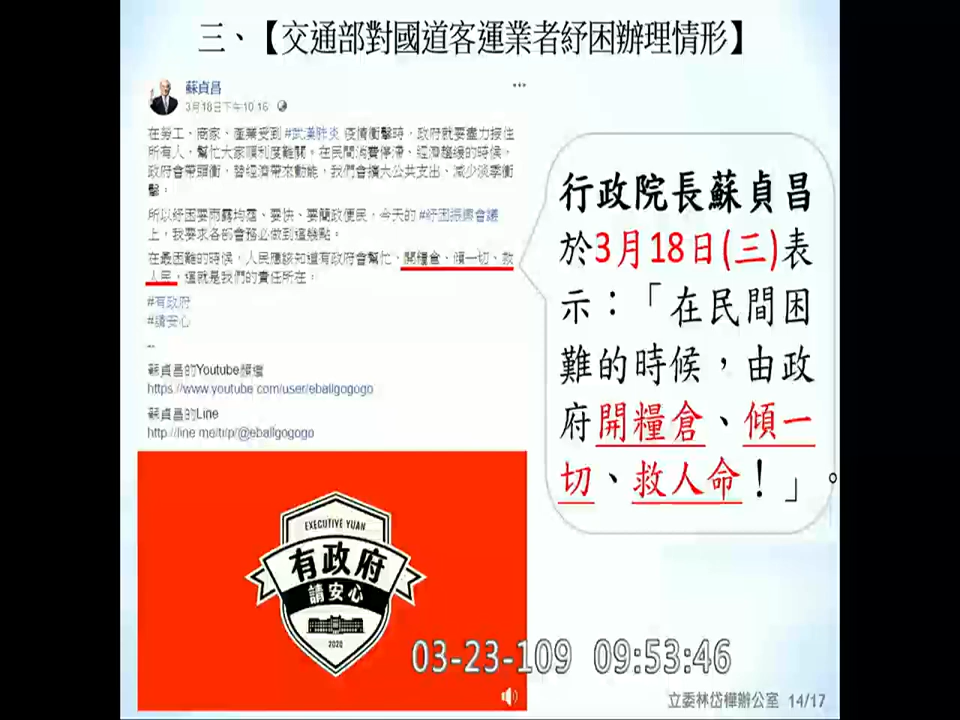 三、【交通部對國道客運業者紓困辦理情形】
蘇貞昌
3月18日下午10:16
在勞工、商家、產業受到 #武漢肺炎 疫情衝擊時，政府就要盡力接住
所有人，幫忙大家順利度難關。在民間消費停滯、經濟趨緩的時候，
政府會帶頭衝，替經濟帶來動能，我們會擴大公共支出、減少淡季衝
擊。
所以紓困要雨露均霑、要快、要簡政便民，今天的 #紓困振興會議
上，我要求各部會務必做到這幾點。
在最困難的時候，人民應該知道有政府會幫忙、開糧倉、傾一切、救
人民，這就是我們的責任所在。
#有政府
#請安心
--
蘇貞昌的Youtube頻道
https://www.youtube.com/user/eballgogogo
蘇貞昌的Line
http://line.me/ti/p/@eballgogogo
行政院長蘇貞昌
於3月18日(三)表
示：「在民間困
難的時候，由政
府開糧倉、傾一
切、救人命！」。
EXECUTIVE YUAN
有政府
請安心
2020
03-23-109 09:53:46
立委林岱樺辦公室 14/17